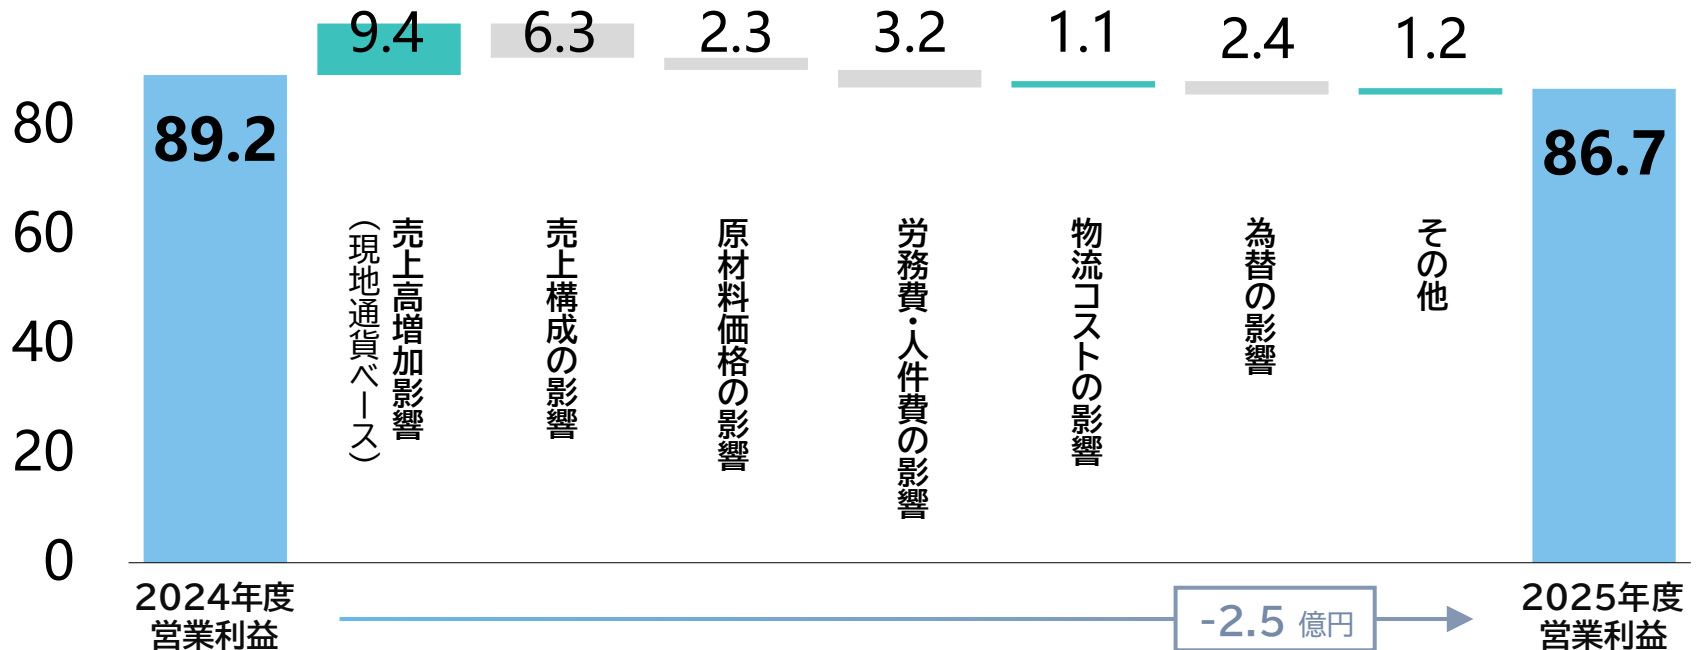 9.4
6.3
2.3
3.2
1.1
2.4
1.2
80
60
40
20
0
89.2
86.7
売上高増加影響
（現地通貨ベース）
売上構成の影響
原材料価格の影響
労務費・人件費の影響
物流コストの影響
為替の影響
その他
2024年度
営業利益
-2.5 億円
2025年度
営業利益